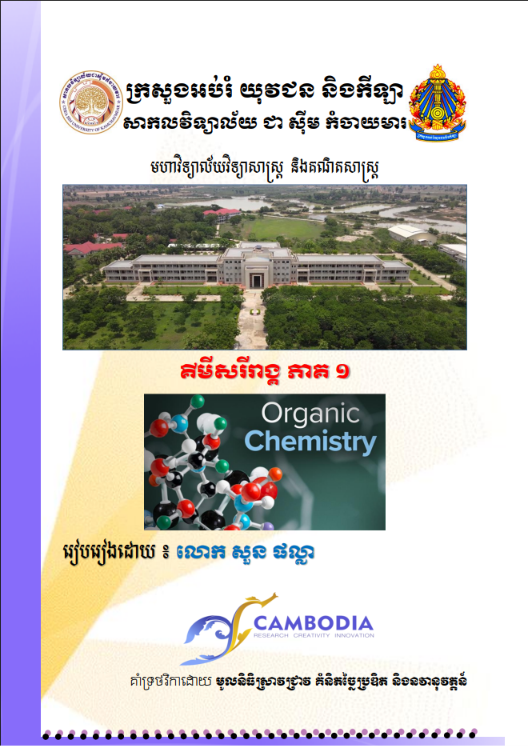 ក្រសួងអប់រំ យុវជន និងកីឡា
សាកលវិទ្យាល័យ ជា ស៊ីម កំចាយមារ
មហាវិទ្យាល័យវិទ្យាសាស្ត្រ និងគណិតសាស្ត្រ
គីមីសរីរាង្គ ភាគ ១
Organic
Chemistry
រៀបរៀងដោយ ៖ លោក សួន ផល្លា
CAMBODIA
RESEARCH CREATIVITY INNOVATION
គាំទ្រថវិកាដោយ មូលនិធិស្រាវជ្រាវ គំនិតច្នៃប្រឌិត និងនវានុវត្តន៍